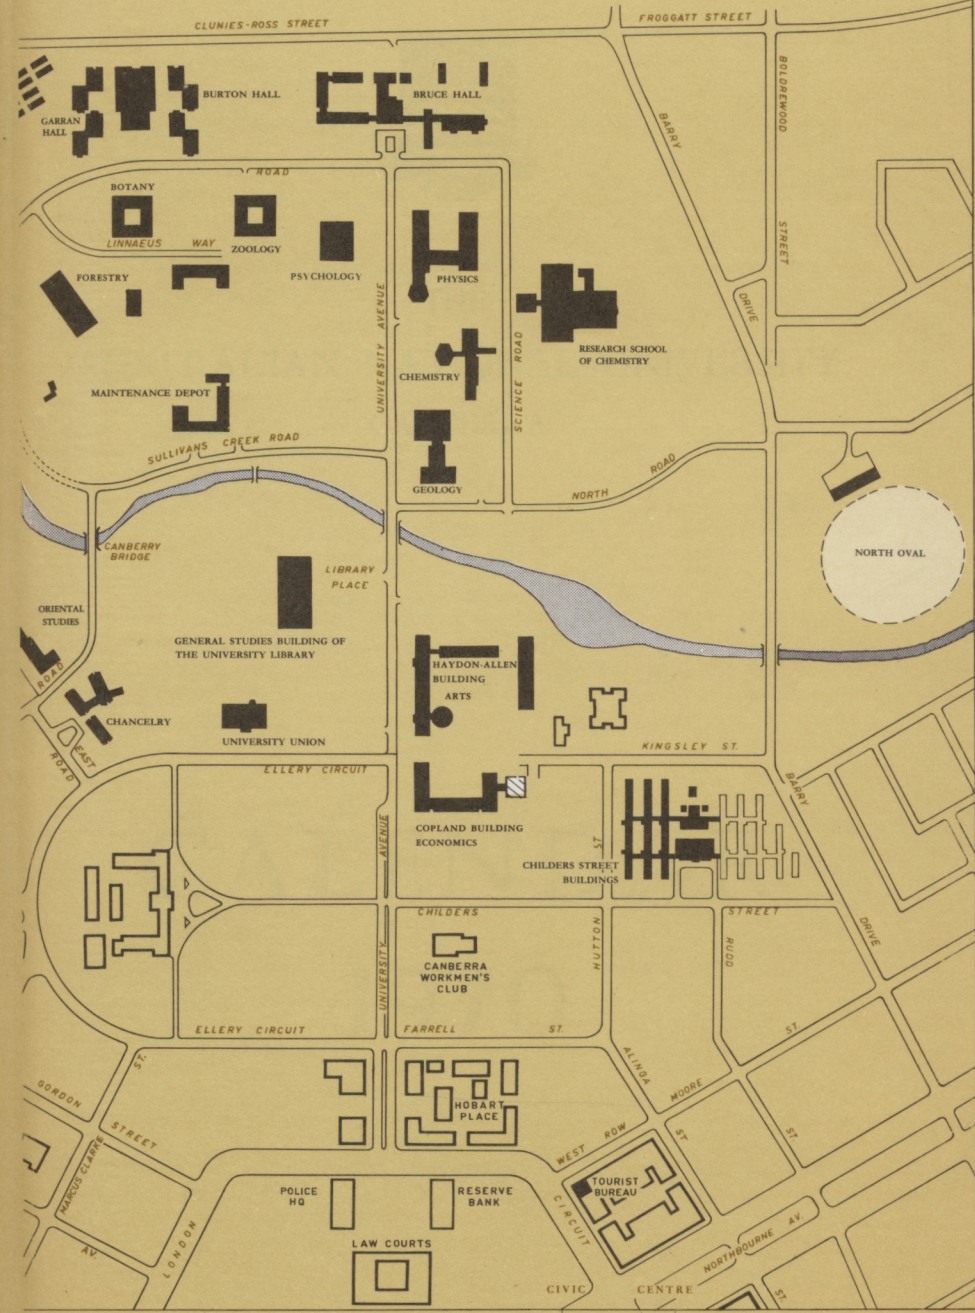 CLUNIES-ROSS STREET
FROGGATT STREET
BOLDREWOOD
STREET
BARRY
DRIVE
BURTON HALL
GARRAN
HALL
BRUCE HALL
ROAD
BOTANY
LINNAEUS WAY
ZOOLOGY
PSYCHOLOGY
PHYSICS
FORESTRY
UNIVERSITY AVENUE
SCIENCE ROAD
RESEARCH SCHOOL
OF CHEMISTRY
CHEMISTRY
MAINTENANCE DEPOT
SULLIVANS CREEK ROAD
GEOLOGY
NORTH ROAD
CANBERRY
BRIDGE
NORTH OVAL
LIBRARY
PLACE
ORIENTAL
STUDIES
GENERAL STUDIES BUILDING OF
THE UNIVERSITY LIBRARY
HAYDON-ALLEN
BUILDING
ARTS
ROAD
CHANCELRY
UNIVERSITY UNION
EAST
ROAD
KINGSLEY ST.
ELLERY CIRCUIT
BARRY
DRIVE
COPLAND BUILDING
ECONOMICS
AVENUE
UNIVERSITY
ST
HUTTON
CHILDERS STREET
BUILDINGS
CHILDERS
STREET
RUDD
CANBERRA
WORKMEN'S
CLUB
ELLERY CIRCUIT
FARRELL ST.
ST.
ST.
GORDON
STREET
MARCUS CLARKE
AV.
ALINGA
ST
MOORE
ST.
HOBART
PLACE
WEST ROW
TOURIST
BUREAU
POLICE
HQ
RESERVE
BANK
LONDON
CIRCUIT
LAW COURTS
NORTHBOURNE AV.
CIVIC CENTRE
ST.